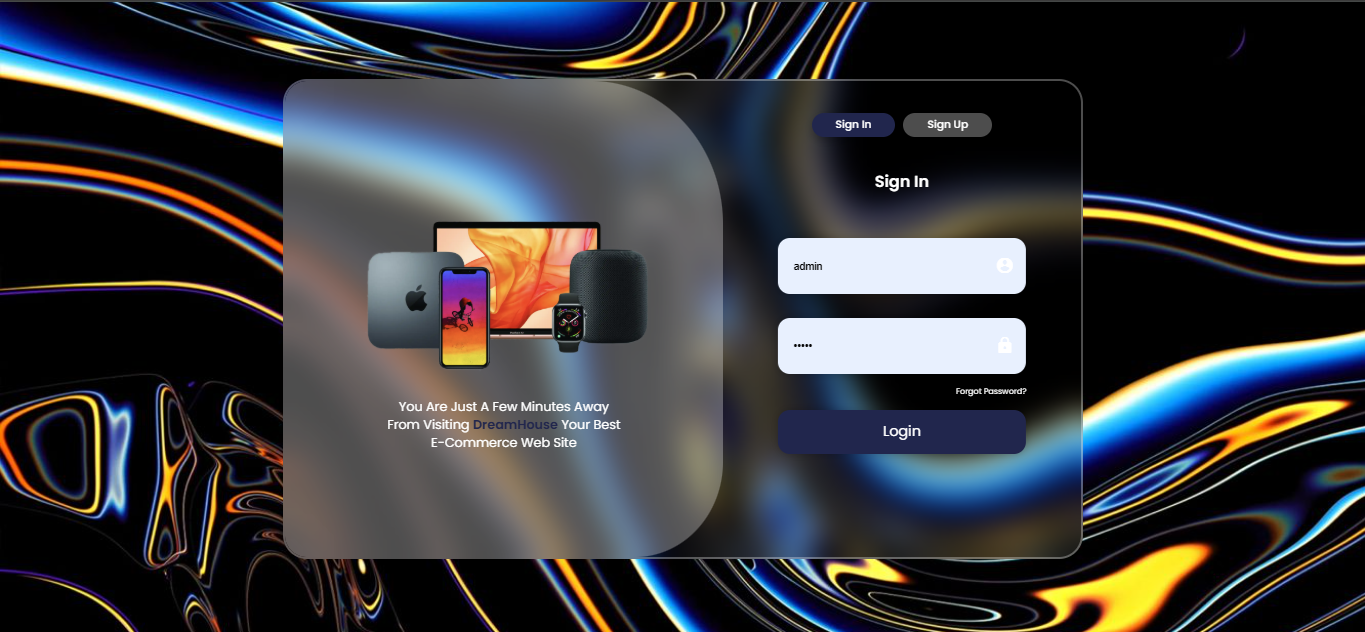 Sign In
Sign Up
Sign In
admin
•••••
Forgot Password?
Login
You Are Just A Few Minutes Away
From Visiting DreamHouse Your Best
E-Commerce Web Site